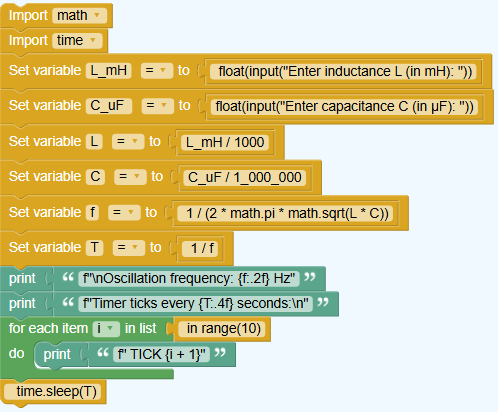 Import math
Import time
Set variable L_mH = to float(input("Enter inductance L (in mH): "))
Set variable C_uF = to float(input("Enter capacitance C (in µF): "))
Set variable L = to L_mH / 1000
Set variable C = to C_uF / 1_000_000
Set variable f = to 1 / (2 * math.pi * math.sqrt(L * C))
Set variable T = to 1 / f
print “ f"\nOscillation frequency: {f:.2f} Hz" ”
print “ f"Timer ticks every {T:.4f} seconds:\n" ”
for each item i in list in range(10)
do print “ f" TICK {i + 1}" ”
time.sleep(T)